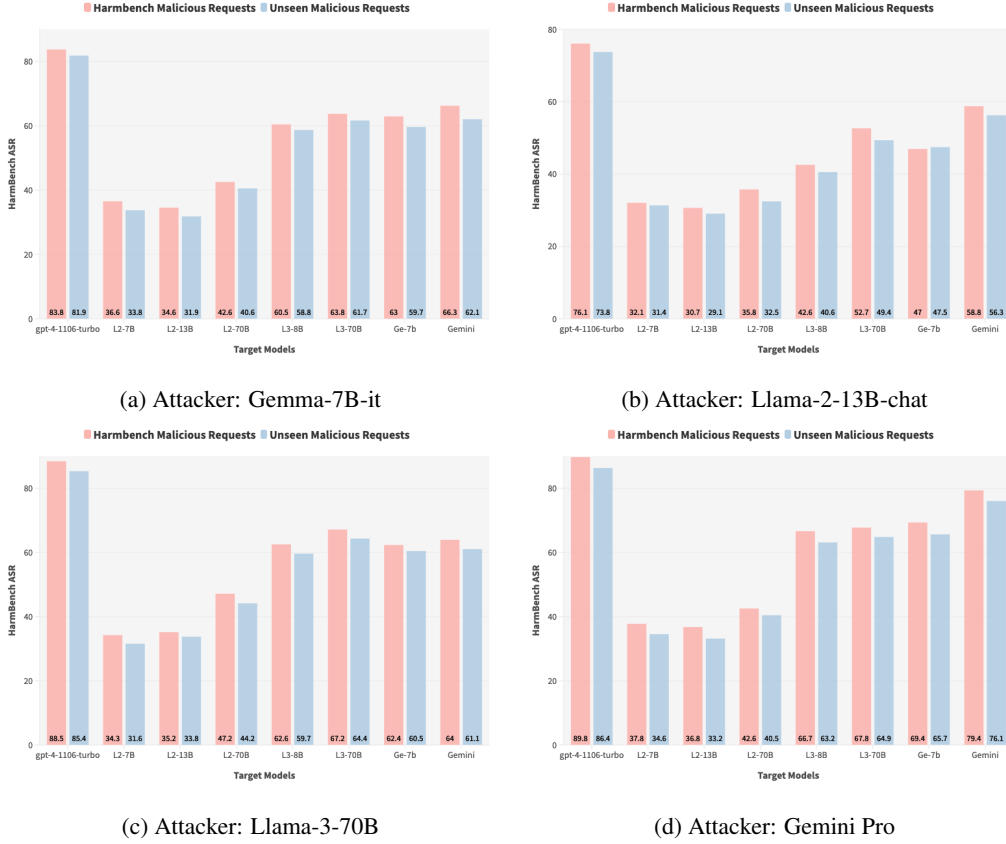 Harmbench Malicious Requests Unseen Malicious Requests
80
60
40
20
0
HarmBench ASR
83.8 81.9 36.6 33.8 34.6 31.9 42.6 40.6 60.5 58.8 63.8 61.7 63 59.7 66.3 62.1
gpt-4-1106-turbo L2-7B L2-13B L2-70B L3-8B L3-70B Ge-7b Gemini
Target Models
(a) Attacker: Gemma-7B-it
Harmbench Malicious Requests Unseen Malicious Requests
80
60
40
20
0
HarmBench ASR
76.1 73.8 32.1 31.4 30.7 29.1 35.8 32.5 42.6 40.6 52.7 49.4 47 47.5 58.8 56.3
gpt-4-1106-turbo L2-7B L2-13B L2-70B L3-8B L3-70B Ge-7b Gemini
Target Models
(b) Attacker: Llama-2-13B-chat
Harmbench Malicious Requests Unseen Malicious Requests
80
60
40
20
0
HarmBench ASR
88.5 85.4 34.3 31.6 35.2 33.8 47.2 44.2 62.6 59.7 67.2 64.4 62.4 60.5 64 61.1
gpt-4-1106-turbo L2-7B L2-13B L2-70B L3-8B L3-70B Ge-7b Gemini
Target Models
(c) Attacker: Llama-3-70B
Harmbench Malicious Requests Unseen Malicious Requests
80
60
40
20
0
HarmBench ASR
89.8 86.4 37.8 34.6 36.8 33.2 42.6 40.5 66.7 63.2 67.8 64.9 69.4 65.7 79.4 76.1
gpt-4-1106-turbo L2-7B L2-13B L2-70B L3-8B L3-70B Ge-7b Gemini
Target Models
(d) Attacker: Gemini Pro